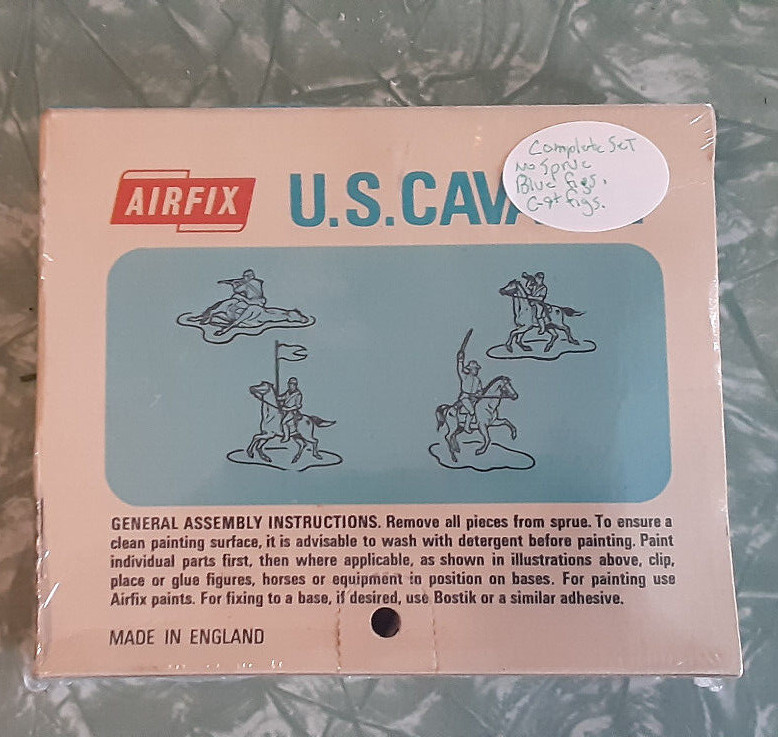 AIRFIX
U.S.CAV
Complete Set
No Sprue
Blue figs.
figs.
GENERAL ASSEMBLY INSTRUCTIONS. Remove all pieces from sprue. To ensure a
clean painting surface, it is advisable to wash with detergent before painting. Paint
individual parts first, then where applicable, as shown in illustrations above, clip,
place or glue figures, horses or equipment in position on bases. For painting use
Airfix paints. For fixing to a base, if desired, use Bostik or a similar adhesive.
MADE IN ENGLAND